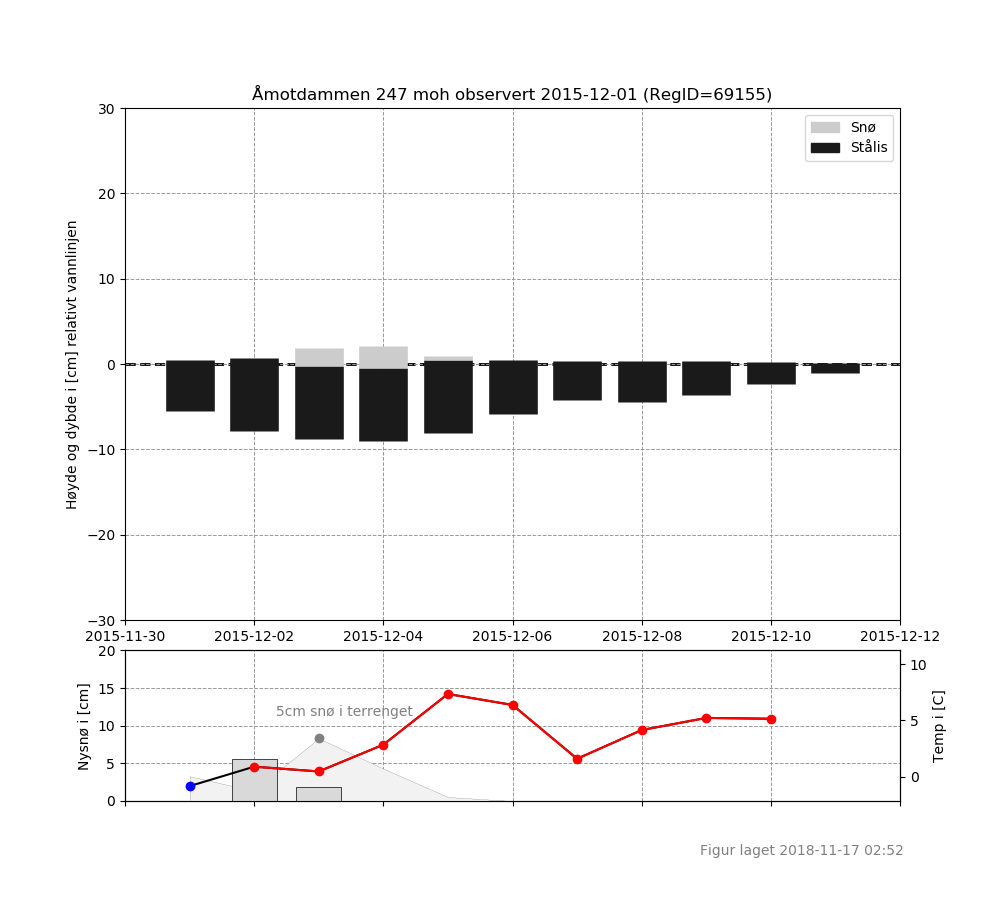 Åmotdammen 247 moh observert 2015-12-01 (RegID=69155)
Høyde og dybde i [cm] relativt vannlinjen
30
20
10
0
−10
−20
−30
Snø
Stålis
2015-11-30 2015-12-02 2015-12-04 2015-12-06 2015-12-08 2015-12-10 2015-12-12
Nysnø i [cm]
20
15
10
5
0
5cm snø i terrenget
10
5
0
Temp i [C]
Figur laget 2018-11-17 02:52